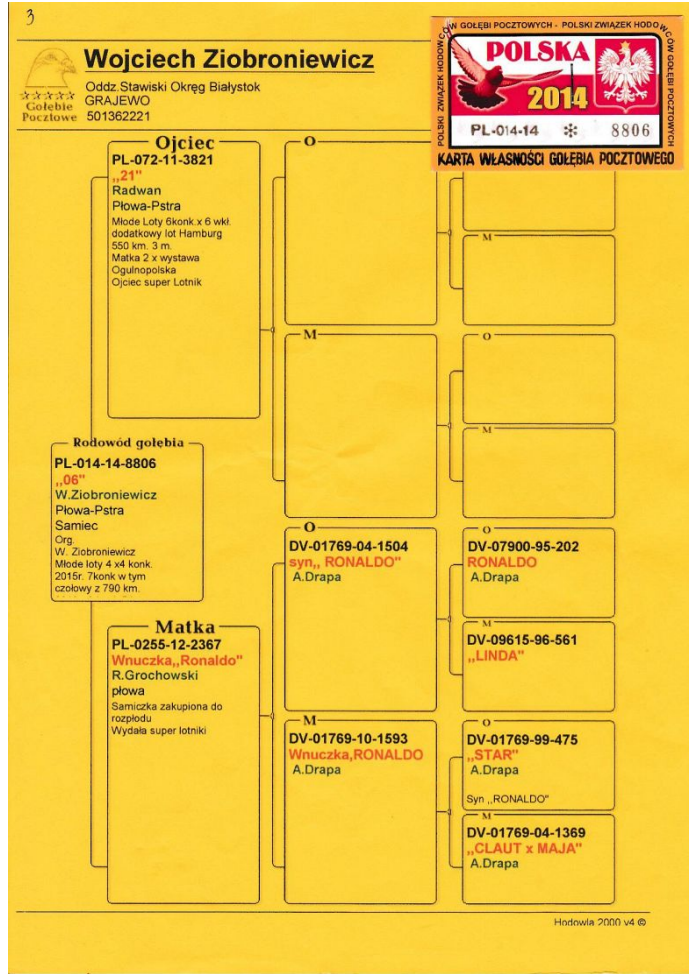 3
Wojciech Ziobroniewicz
Oddz.Stawiski Okręg Białystok
GRAJEWO
501362221
Gołebie
Pocztowe
POLSKI ZWIĄZEK HODOWCÓW GOŁĘBI POCZTOWYCH - POLSKI ZWIĄZEK HODOWCÓW GOŁĘBI POCZTOWYCH
POLSKA
2014
PL-014-14 8806
KARTA WŁASNOŚCI GOŁĘBIA POCZTOWEGO
Ojciec
PL-072-11-3821
,,21"
Radwan
Płowa-Pstra
Młode Loty 6konk.x 6 wkł.
dodatkowy lot Hamburg
550 km. 3 m.
Matka 2 x wystawa
Ogulnopolska
Ojciec super Lotnik
O
M
M
O
M
Rodowód gołębia
PL-014-14-8806
,,06"
W.Ziobroniewicz
Płowa-Pstra
Samiec
Org.
W. Ziobroniewicz
Młode loty 4 x4 konk.
2015r. 7konk w tym
czołowy z 790 km.
Matka
PL-0255-12-2367
Wnuczka,,Ronaldo"
R.Grochowski
płowa
Samiczka zakupiona do
rozpłodu
Wydała super lotniki
O
DV-01769-04-1504
syn,, RONALDO"
A.Drapa
M
DV-01769-10-1593
Wnuczka,RONALDO
A.Drapa
O
DV-07900-95-202
RONALDO
A.Drapa
M
DV-09615-96-561
,,LINDA"
O
DV-01769-99-475
,,STAR"
A.Drapa
Syn ,,RONALDO"
M
DV-01769-04-1369
,,CLAUT x MAJA"
A.Drapa
Hodowla 2000 v4 ©